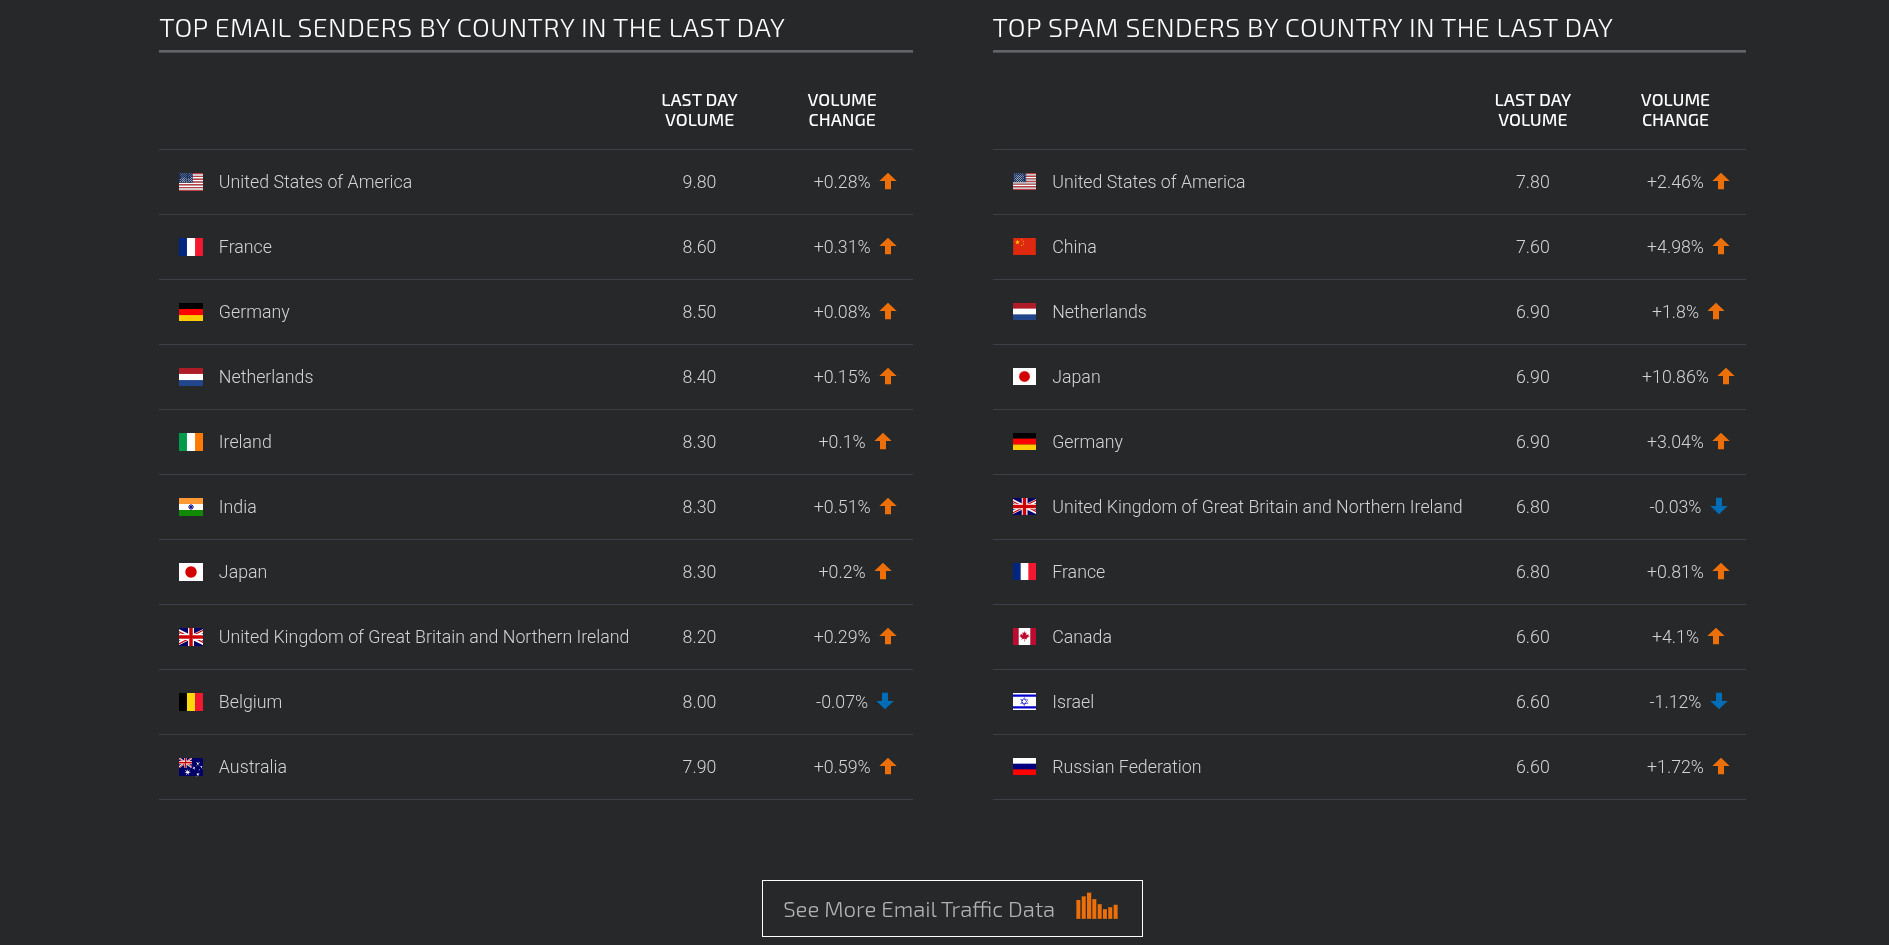 TOP EMAIL SENDERS BY COUNTRY IN THE LAST DAY
LAST DAY VOLUME VOLUME CHANGE
United States of America 9.80 +0.28%
France 8.60 +0.31%
Germany 8.50 +0.08%
Netherlands 8.40 +0.15%
Ireland 8.30 +0.1%
India 8.30 +0.51%
Japan 8.30 +0.2%
United Kingdom of Great Britain and Northern Ireland 8.20 +0.29%
Belgium 8.00 -0.07%
Australia 7.90 +0.59%
TOP SPAM SENDERS BY COUNTRY IN THE LAST DAY
LAST DAY VOLUME VOLUME CHANGE
United States of America 7.80 +2.46%
China 7.60 +4.98%
Netherlands 6.90 +1.8%
Japan 6.90 +10.86%
Germany 6.90 +3.04%
United Kingdom of Great Britain and Northern Ireland 6.80 -0.03%
France 6.80 +0.81%
Canada 6.60 +4.1%
Israel 6.60 -1.12%
Russian Federation 6.60 +1.72%
See More Email Traffic Data